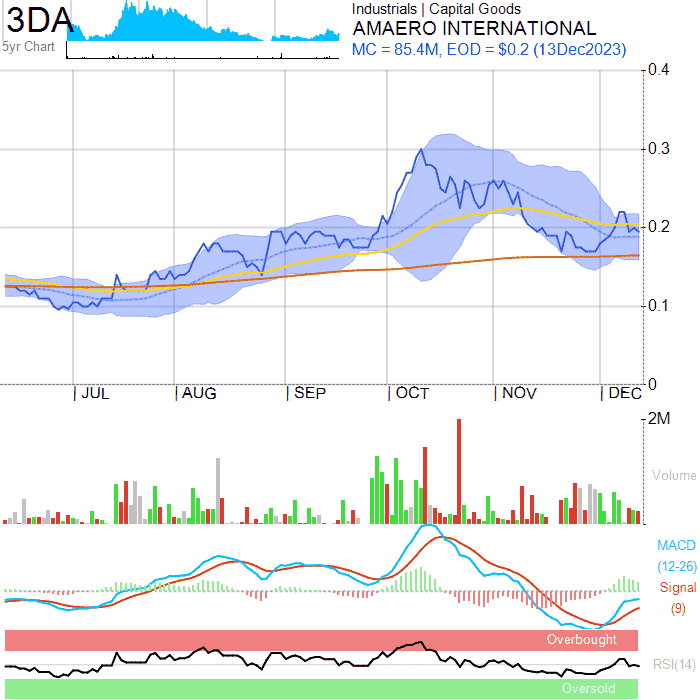 3DA
5yr Chart
Industrials | Capital Goods
AMAERO INTERNATIONAL
MC = 85.4M, EOD = $0.2 (13Dec2023)
0.4
0.3
0.2
0.1
0
| JUL | AUG | SEP | OCT | NOV | DEC
2M
Volume
MACD
(12-26)
Signal
(9)
Overbought
RSI(14)
Oversold